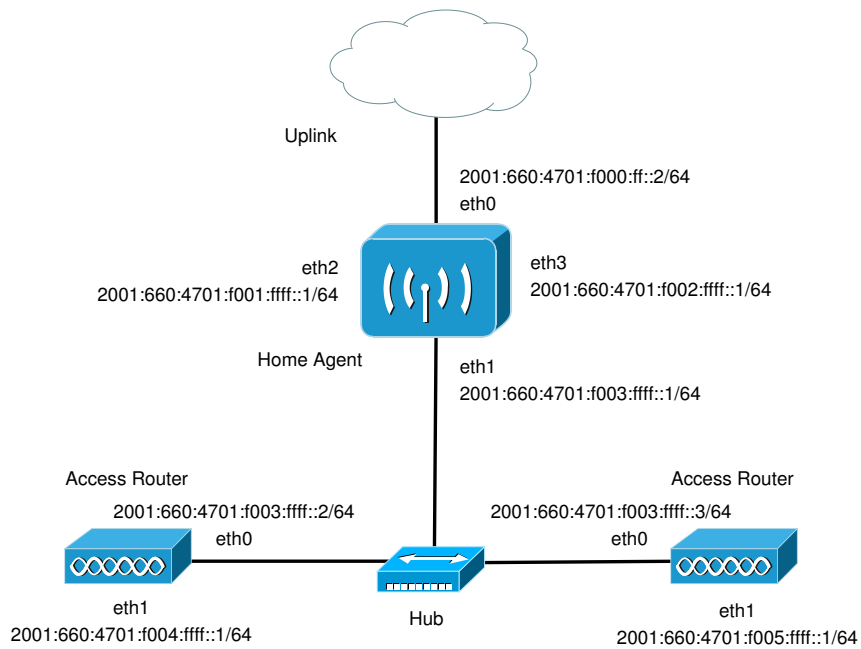 Uplink
2001:660:4701:f000:ff::2/64
eth0
eth2
2001:660:4701:f001:ffff::1/64
eth3
2001:660:4701:f002:ffff::1/64
Home Agent
eth1
2001:660:4701:f003:ffff::1/64
Access Router
2001:660:4701:f003:ffff::2/64
eth0
Access Router
2001:660:4701:f003:ffff::3/64
eth0
eth1
2001:660:4701:f004:ffff::1/64
Hub
eth1
2001:660:4701:f005:ffff::1/64